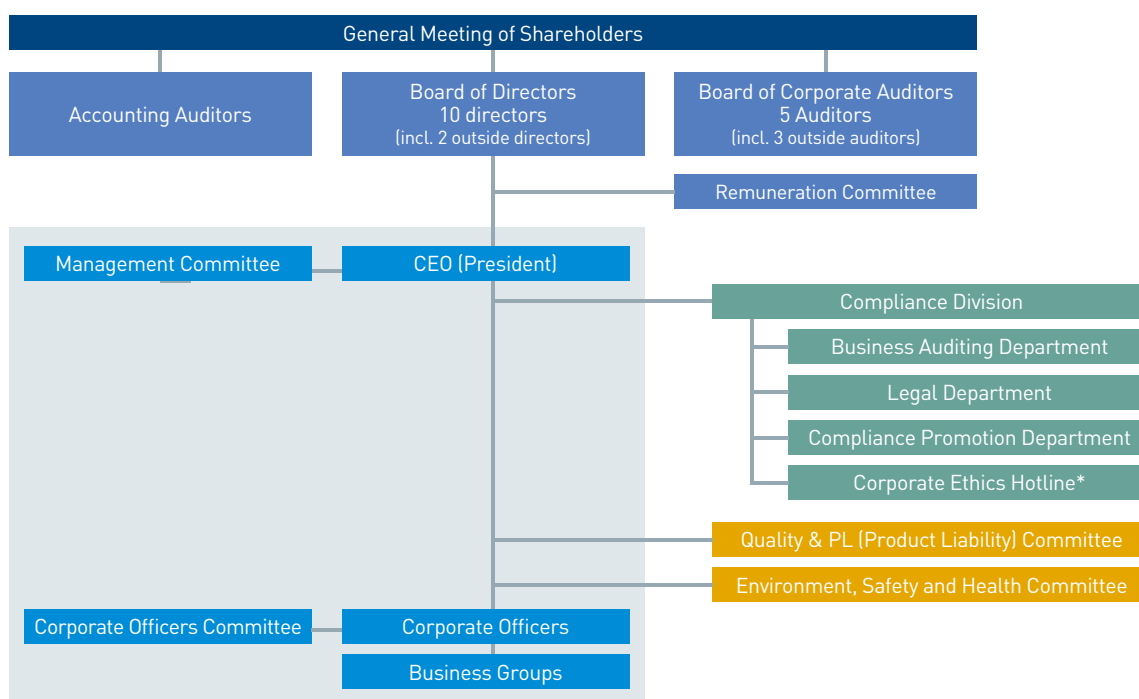 General Meeting of Shareholders
Accounting Auditors
Board of Directors
10 directors
(incl. 2 outside directors)
Board of Corporate Auditors
5 Auditors
(incl. 3 outside auditors)
Remuneration Committee
Management Committee
CEO (President)
Compliance Division
Business Auditing Department
Legal Department
Compliance Promotion Department
Corporate Ethics Hotline*
Quality & PL (Product Liability) Committee
Environment, Safety and Health Committee
Corporate Officers Committee
Corporate Officers
Business Groups